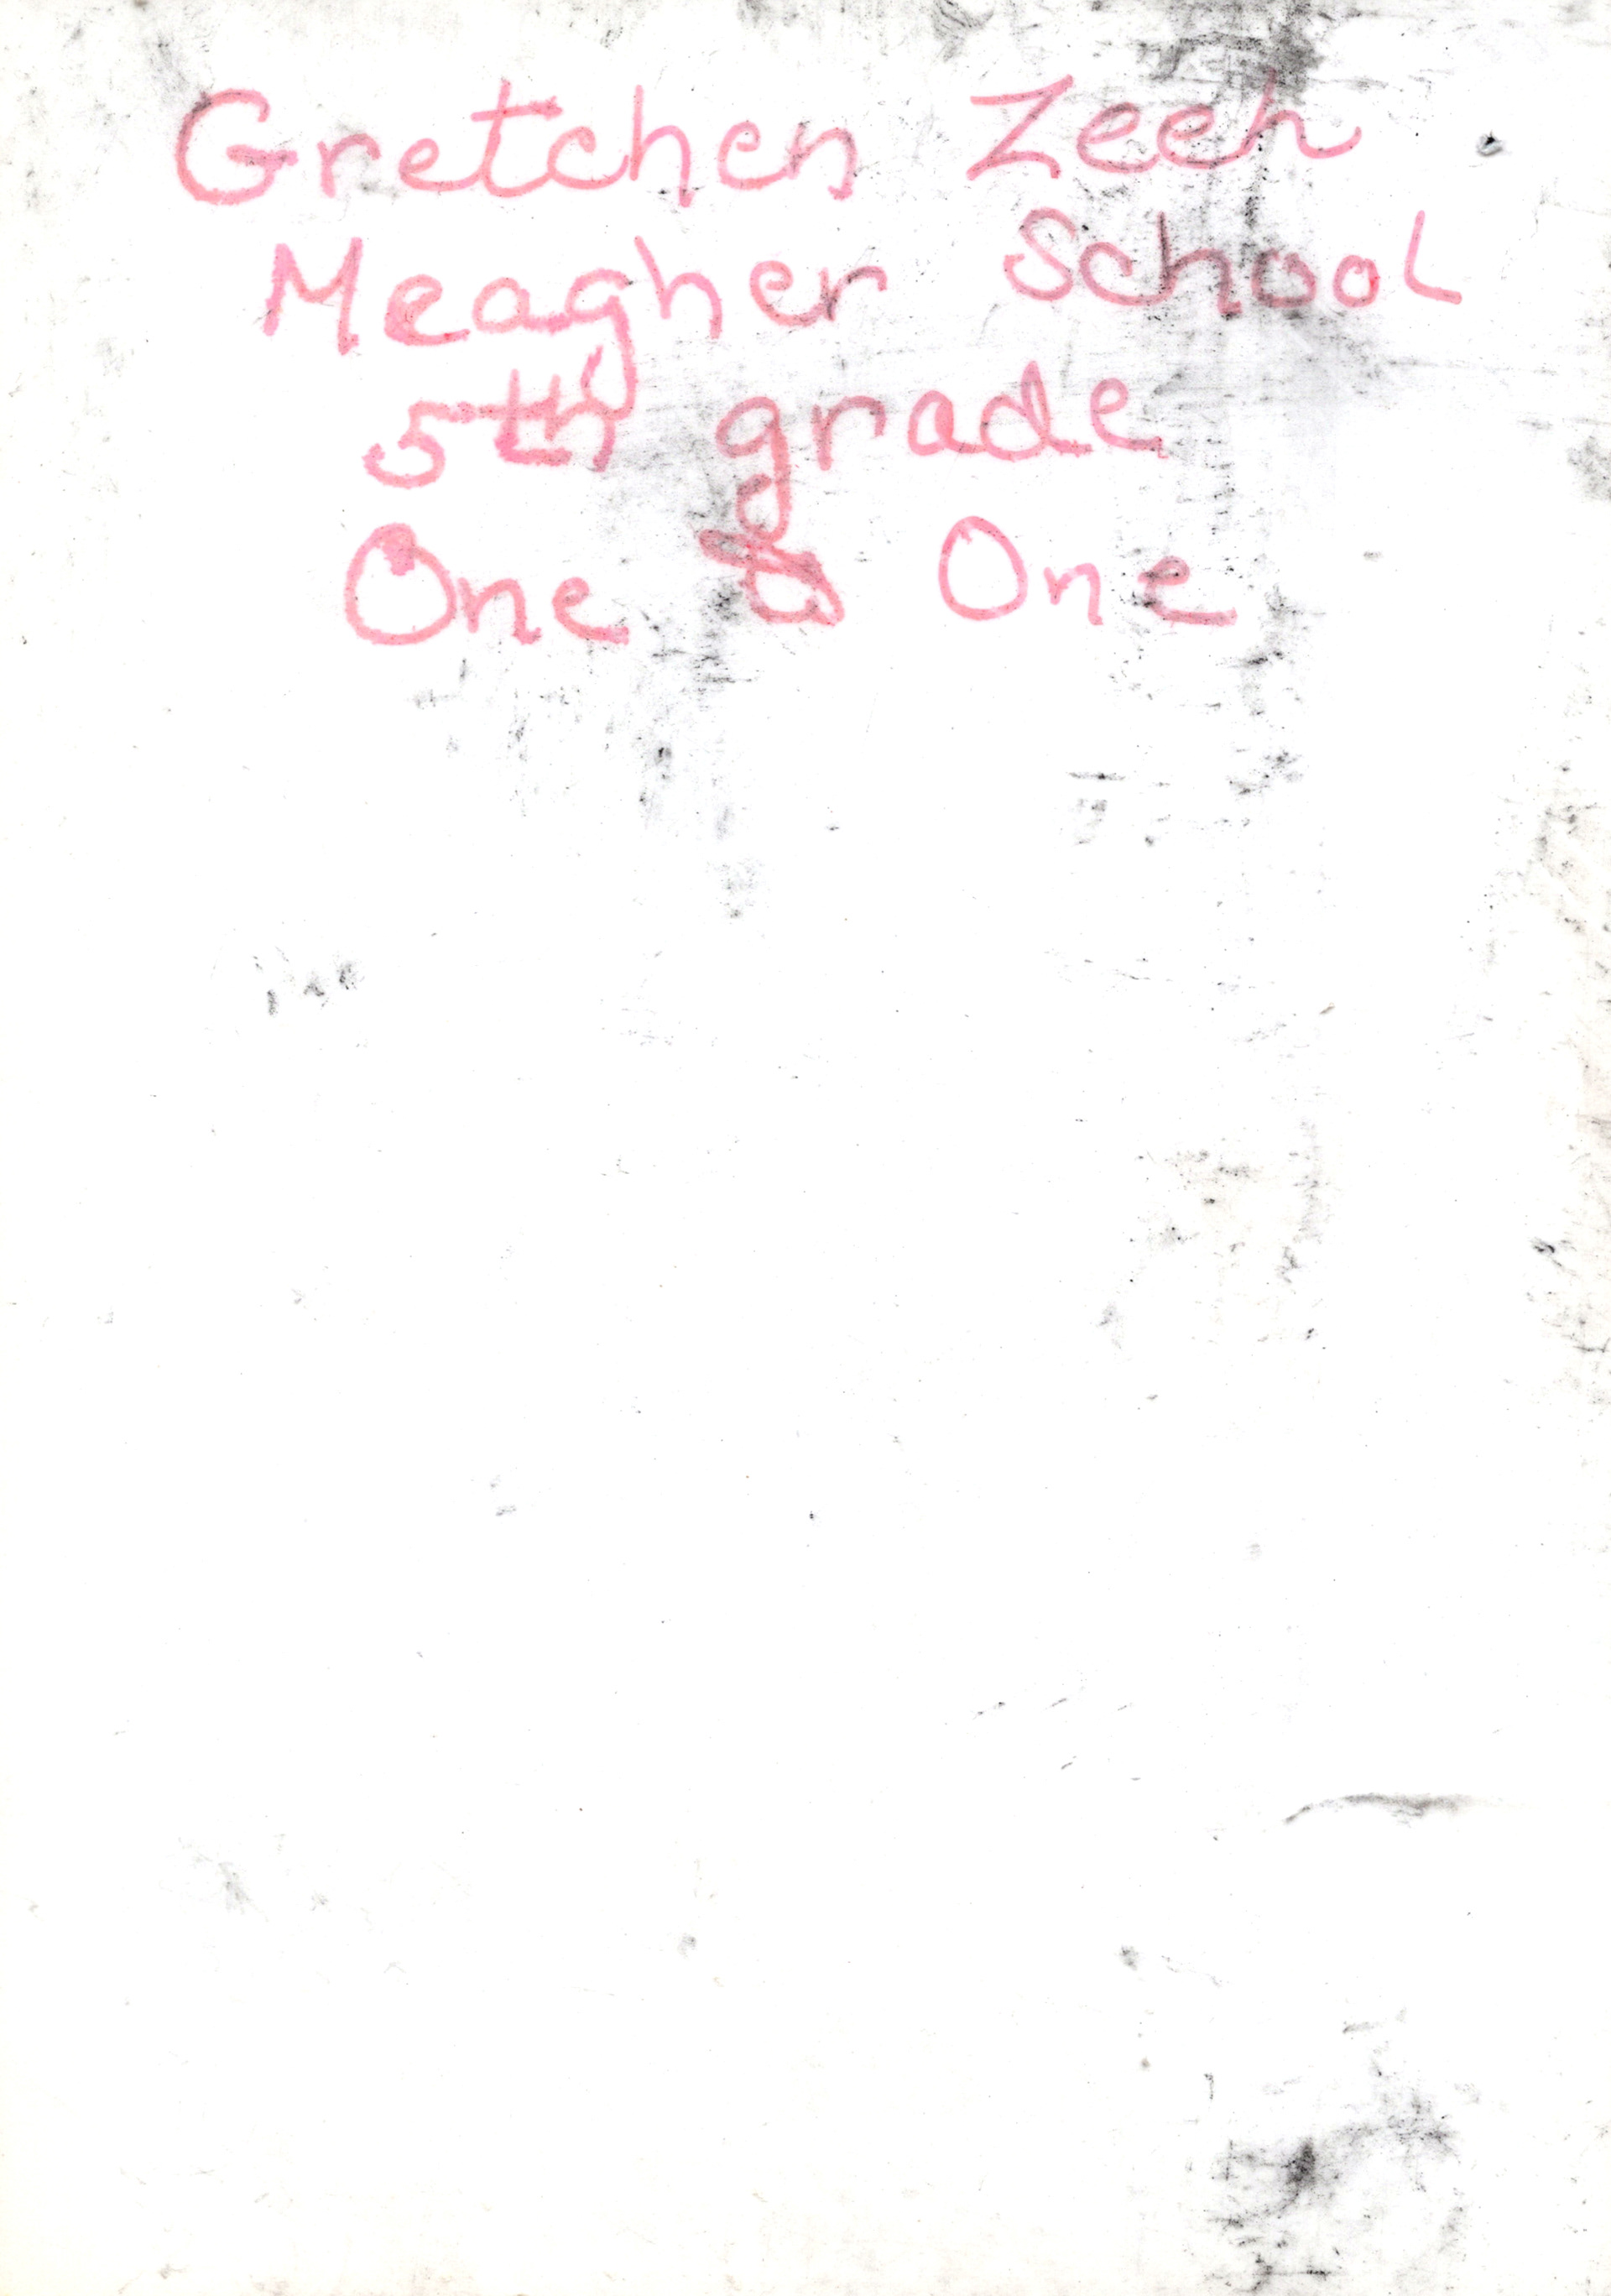 Gretchen Zeeh
Meagher School
5th grade
One & One